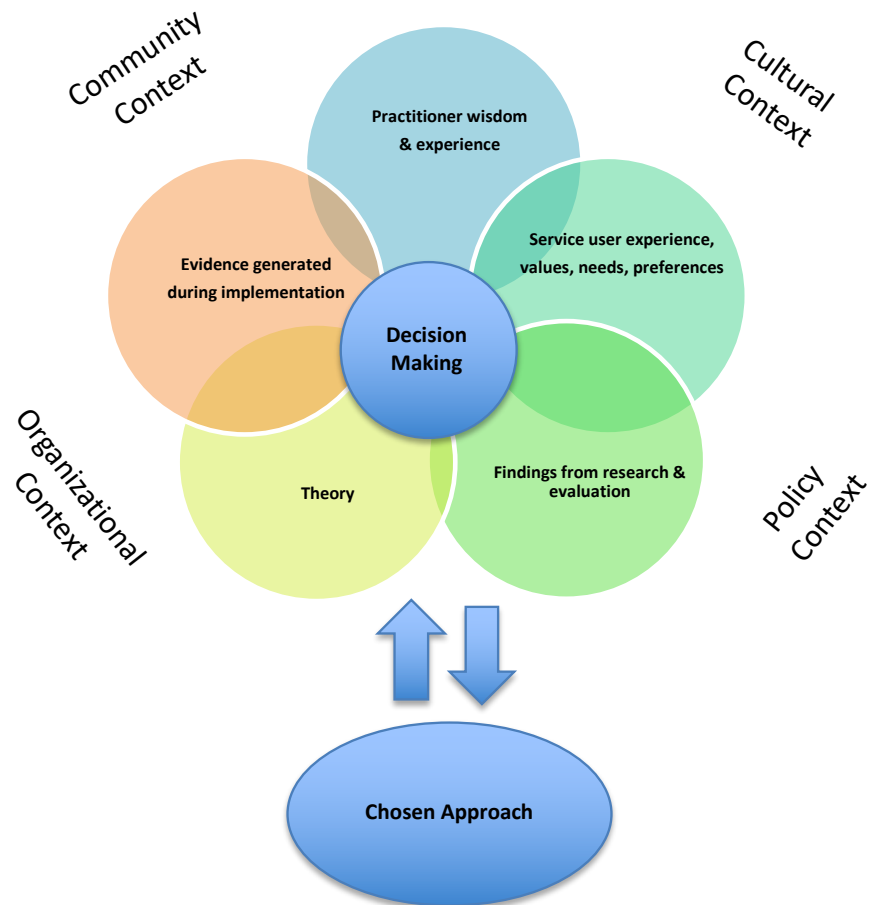 Community
Context
Cultural
Context
Practitioner wisdom
& experience
Service user experience,
values, needs, preferences
Evidence generated
during implementation
Decision
Making
Organizational
Context
Theory
Findings from research &
evaluation
Policy
Context
Chosen Approach